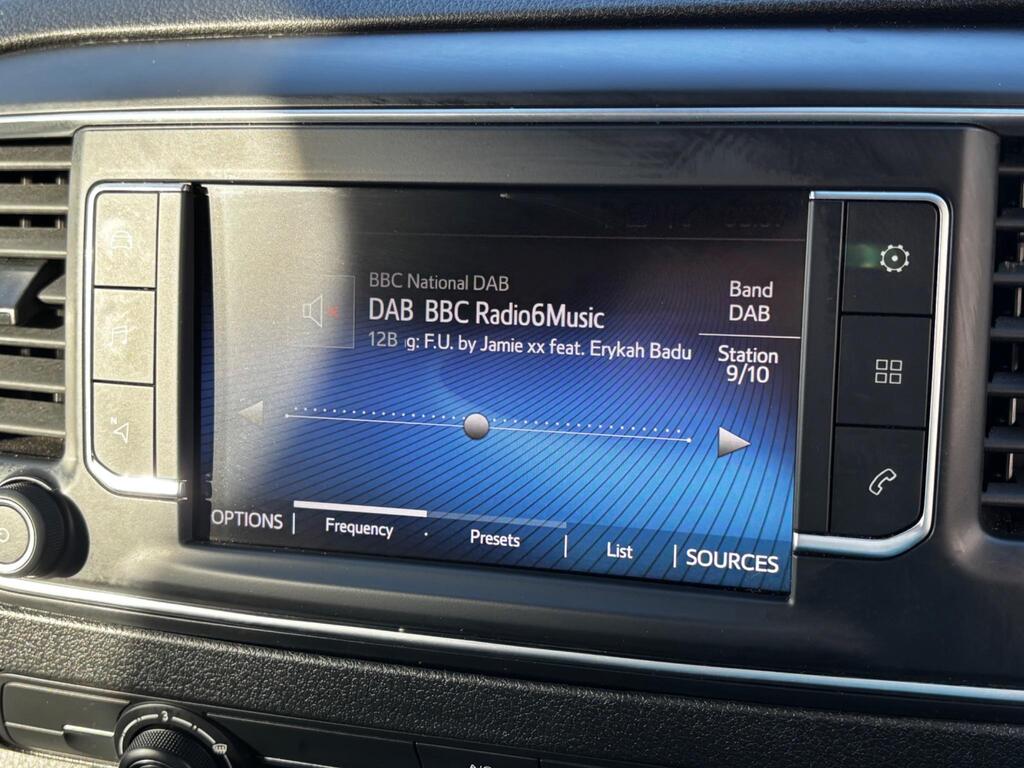 BBC National DAB
DAB BBC Radio6Music
12B g: F.U. by Jamie xx feat. Erykah Badu
Band
DAB
Station
9/10
N
OPTIONS | Frequency · Presets | List | SOURCES
3